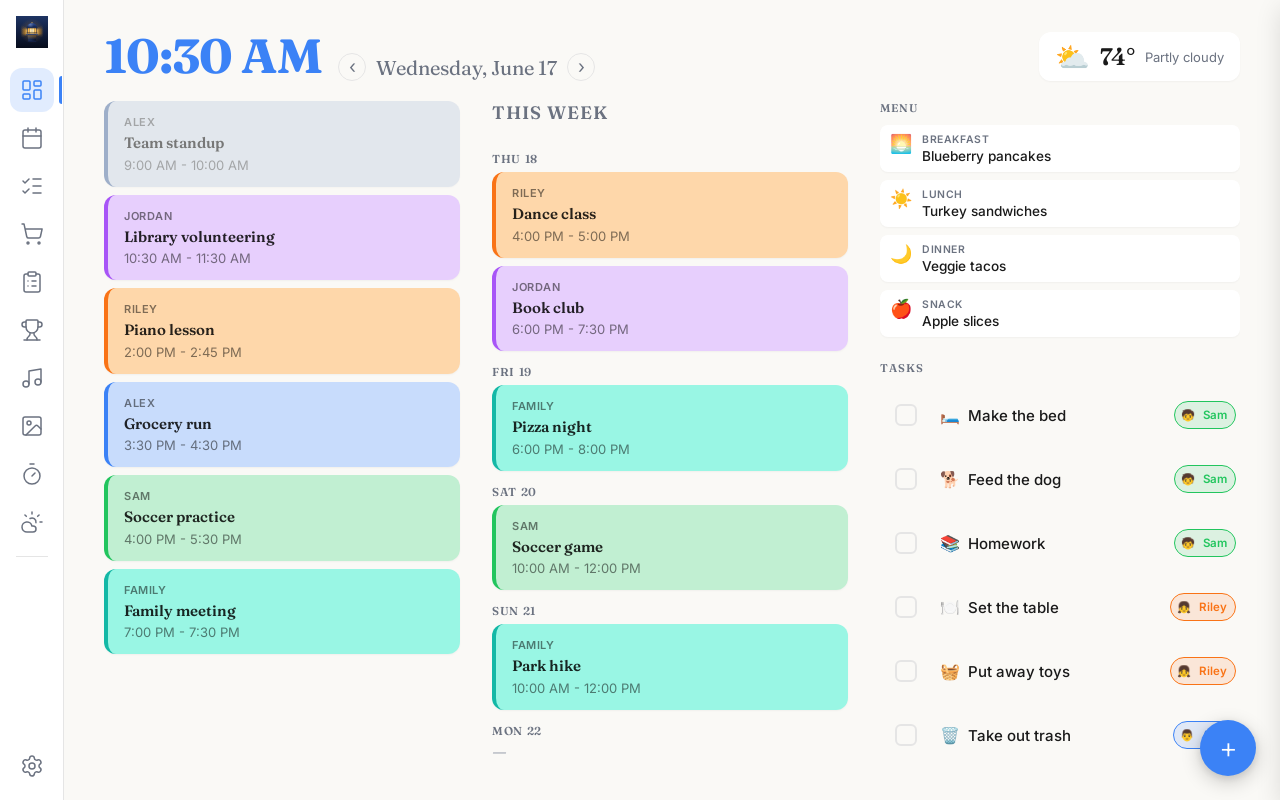 10:30 AM
Wednesday, June 17
74°
Partly cloudy
ALEX
Team standup
9:00 AM - 10:00 AM
JORDAN
Library volunteering
10:30 AM - 11:30 AM
RILEY
Piano lesson
2:00 PM - 2:45 PM
ALEX
Grocery run
3:30 PM - 4:30 PM
SAM
Soccer practice
4:00 PM - 5:30 PM
FAMILY
Family meeting
7:00 PM - 7:30 PM
THIS WEEK
THU 18
RILEY
Dance class
4:00 PM - 5:00 PM
JORDAN
Book club
6:00 PM - 7:30 PM
FRI 19
FAMILY
Pizza night
6:00 PM - 8:00 PM
SAT 20
SAM
Soccer game
10:00 AM - 12:00 PM
SUN 21
FAMILY
Park hike
10:00 AM - 12:00 PM
MON 22
—
MENU
BREAKFAST
Blueberry pancakes
LUNCH
Turkey sandwiches
DINNER
Veggie tacos
SNACK
Apple slices
TASKS
Make the bed Sam
Feed the dog Sam
Homework Sam
Set the table Riley
Put away toys Riley
Take out trash